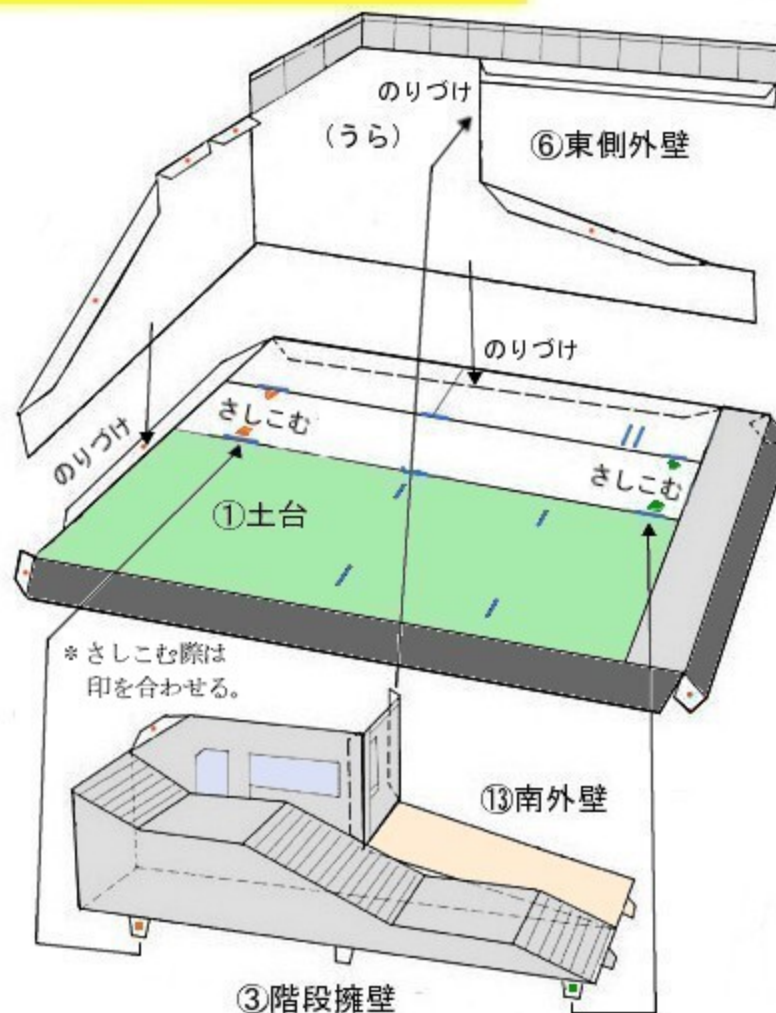 のりづけ
(うら)
⑥東側外壁
のりづけ
のりづけ
さしこむ
さしこむ
①土台
*さしこむ際は
印を合わせる。
⑬南外壁
③階段擁壁